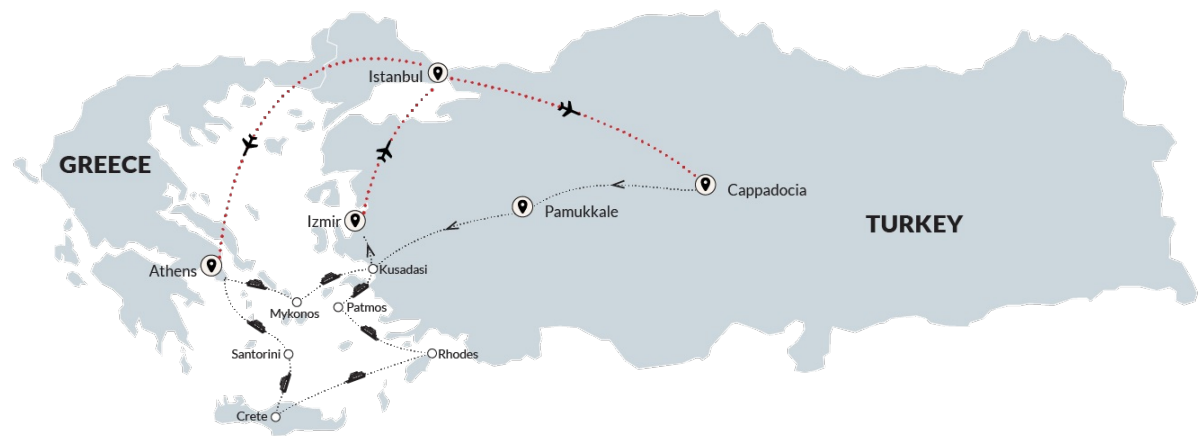 Istanbul
GREECE
Cappadocia
Pamukkale
Izmir
TURKEY
Athens
Kusadasi
Mykonos
Patmos
Santorini
Rhodes
Crete